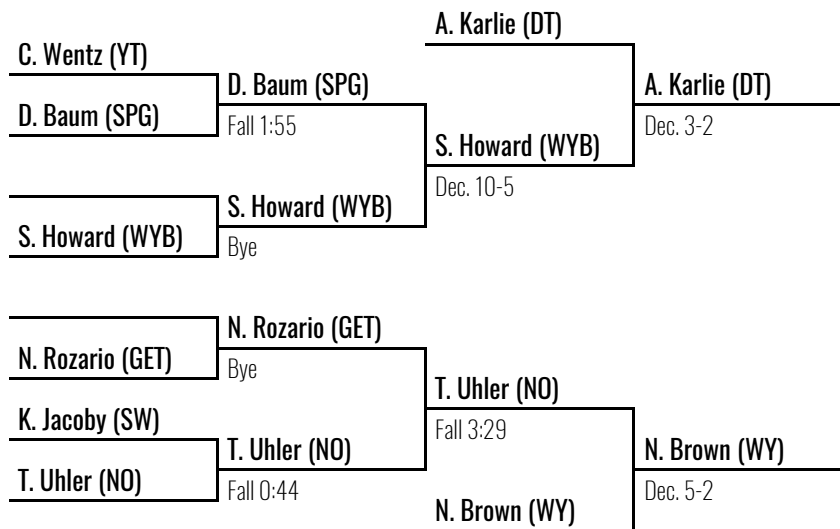 A. Karlie (DT)
C. Wentz (YT)
D. Baum (SPG)
A. Karlie (DT)
D. Baum (SPG)
Fall 1:55
Dec. 3-2
S. Howard (WYB)
Dec. 10-5
S. Howard (WYB)
S. Howard (WYB)
Bye
N. Rozario (GET)
N. Rozario (GET)
Bye
T. Uhler (NO)
K. Jacoby (SW)
Fall 3:29
T. Uhler (NO)
N. Brown (WY)
T. Uhler (NO)
Fall 0:44
Dec. 5-2
N. Brown (WY)